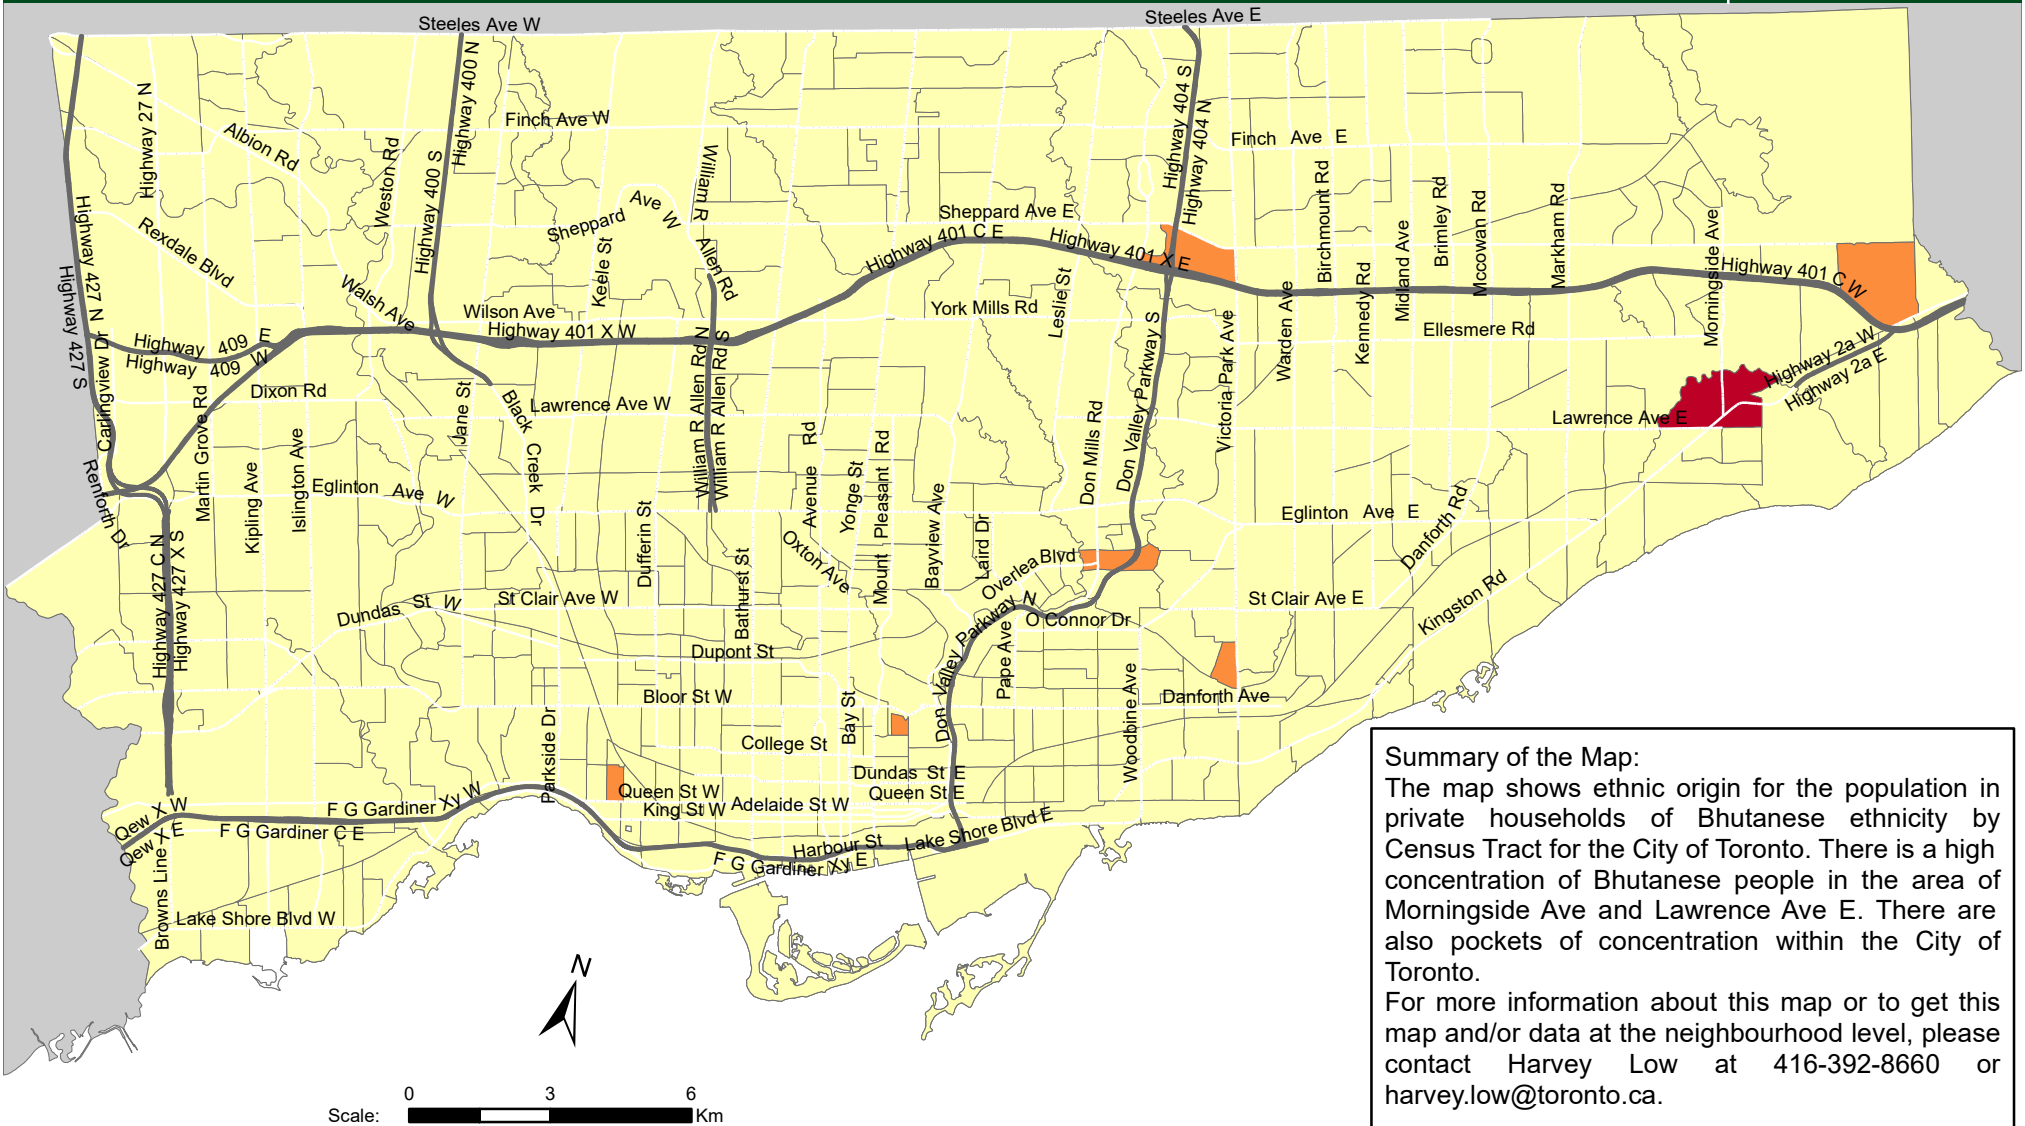 Steeles Ave W
Steeles Ave E
Highway 27 N
Albion Rd
Weston Rd
Highway 400 N
Highway 400 S
Finch Ave W
William R
Allen Rd
Highway 404 S
Highway 404 N
Finch Ave E
Birchmount Rd
Brimley Rd
Mccowan Rd
Markham Rd
Morningside Ave
Midland Ave
Kennedy Rd
Warden Ave
Highway 427 N
Highway 427 S
Rexdale Blvd
Sheppard Ave W
Keele St
Sheppard Ave E
Highway 401 C E
Highway 401 X E
Highway 401 C W
Walsh Ave
Wilson Ave
Highway 401 X W
York Mills Rd
Leslie St
Ellesmere Rd
Highway 409 E
Highway 409 W
Carlingview Dr
Dixon Rd
Martin Grove Rd
Jane St
Black Creek Dr
Lawrence Ave W
William R Allen Rd N
William R Allen Rd S
Don Valley Parkway S
Victoria Park Ave
Highway 2a W
Highway 2a E
Lawrence Ave E
Renforth Dr
Kipling Ave
Islington Ave
Eglinton Ave W
Dufferin St
Bathurst St
Avenue Rd
Yonge St
Mount Pleasant Rd
Oxton Ave
Bayview Ave
Laird Dr
Don Mills Rd
Overlea Blvd
Eglinton Ave E
Danforth Rd
Kingston Rd
Highway 427 C N
Highway 427 X S
Dundas St W
St Clair Ave W
St Clair Ave E
Don Valley Parkway N
O Connor Dr
Pape Ave
Dupont St
Bloor St W
Bay St
Woodbine Ave
Danforth Ave
Parkside Dr
College St
Dundas St E
Queen St E
Queen St W
King St W
Adelaide St W
Qew X W
Qew X E
F G Gardiner Xy W
F G Gardiner C E
Harbour St
Lake Shore Blvd E
F G Gardiner Xy E
Browns Line
Lake Shore Blvd W
N
0 3 6
Scale: Km
Summary of the Map:
The map shows ethnic origin for the population in
private households of Bhutanese ethnicity by
Census Tract for the City of Toronto. There is a high
concentration of Bhutanese people in the area of
Morningside Ave and Lawrence Ave E. There are
also pockets of concentration within the City of
Toronto.
For more information about this map or to get this
map and/or data at the neighbourhood level, please
contact Harvey Low at 416-392-8660 or
harvey.low@toronto.ca.